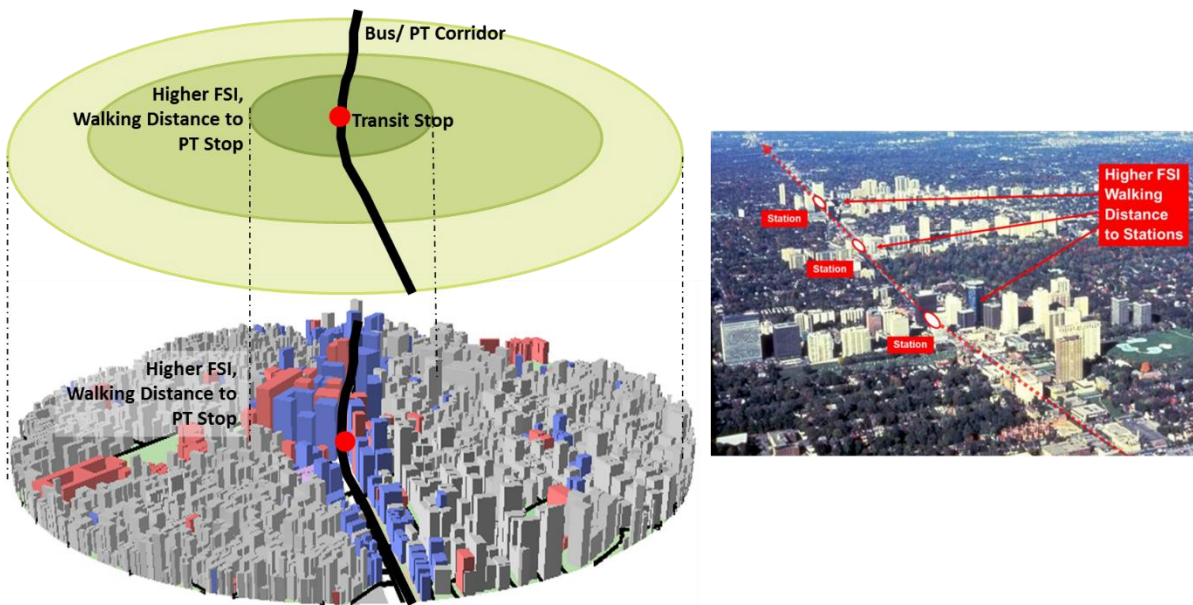 Bus/ PT Corridor
Higher FSI,
Walking Distance to
PT Stop
Transit Stop
Higher FSI,
Walking Distance to
PT Stop
Higher FSI
Walking
Distance
to Stations
Station
Station
Station